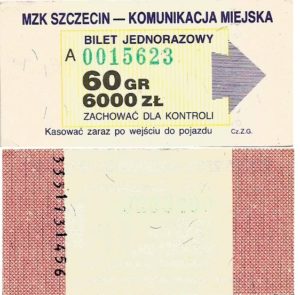 MZK SZCZECIN — KOMUNIKACJA MIEJSKA
BILET JEDNORAZOWY
A 0015623
60 GR
6000 ZŁ
ZACHOWAĆ DLA KONTROLI
Kasować zaraz po wejściu do pojazdu
Cz.Z.G.